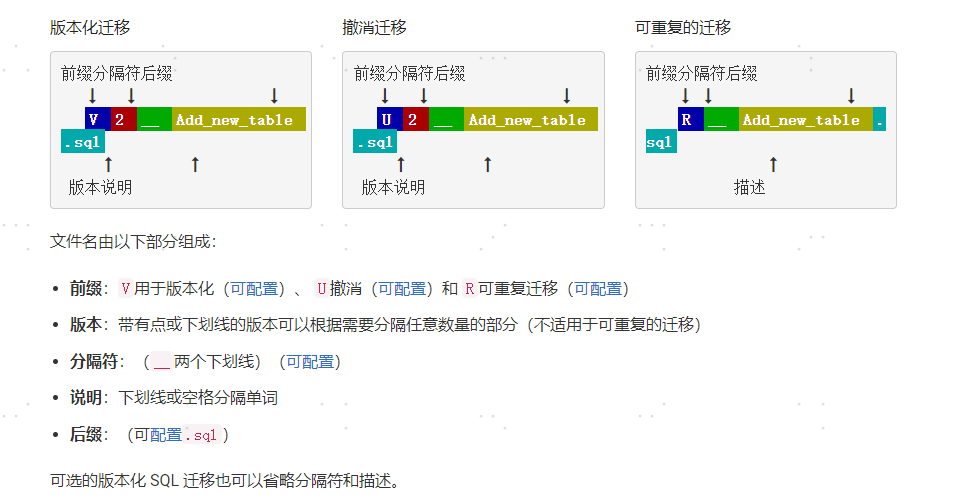 版本化迁移
前缀分隔符后缀
V 2 __ Add_new_table
.sql
版本说明
撤消迁移
前缀分隔符后缀
U 2 __ Add_new_table
.sql
版本说明
可重复的迁移
前缀分隔符后缀
R __ Add_new_table .
sql
描述
文件名由以下部分组成：
前缀：V用于版本化（可配置）、U撤消（可配置）和 R可重复迁移（可配置）
版本：带有点或下划线的版本可以根据需要分隔任意数量的部分（不适用于可重复的迁移）
分隔符：（__两个下划线）（可配置）
说明：下划线或空格分隔单词
后缀：（可配置.sql）
可选的版本化 SQL 迁移也可以省略分隔符和描述。